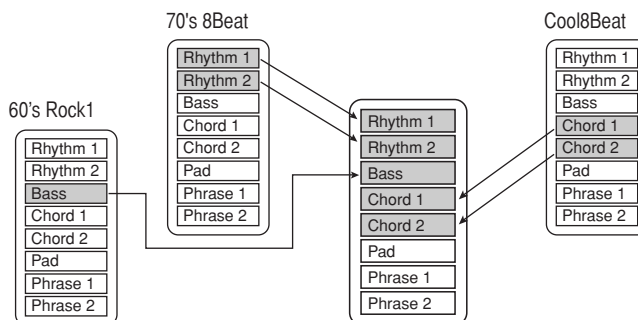 70's 8Beat
Rhythm 1
Rhythm 2
Bass
Chord 1
Chord 2
Pad
Phrase 1
Phrase 2
60's Rock1
Rhythm 1
Rhythm 2
Bass
Chord 1
Chord 2
Pad
Phrase 1
Phrase 2
Rhythm 1
Rhythm 2
Bass
Chord 1
Chord 2
Pad
Phrase 1
Phrase 2
Cool8Beat
Rhythm 1
Rhythm 2
Bass
Chord 1
Chord 2
Pad
Phrase 1
Phrase 2